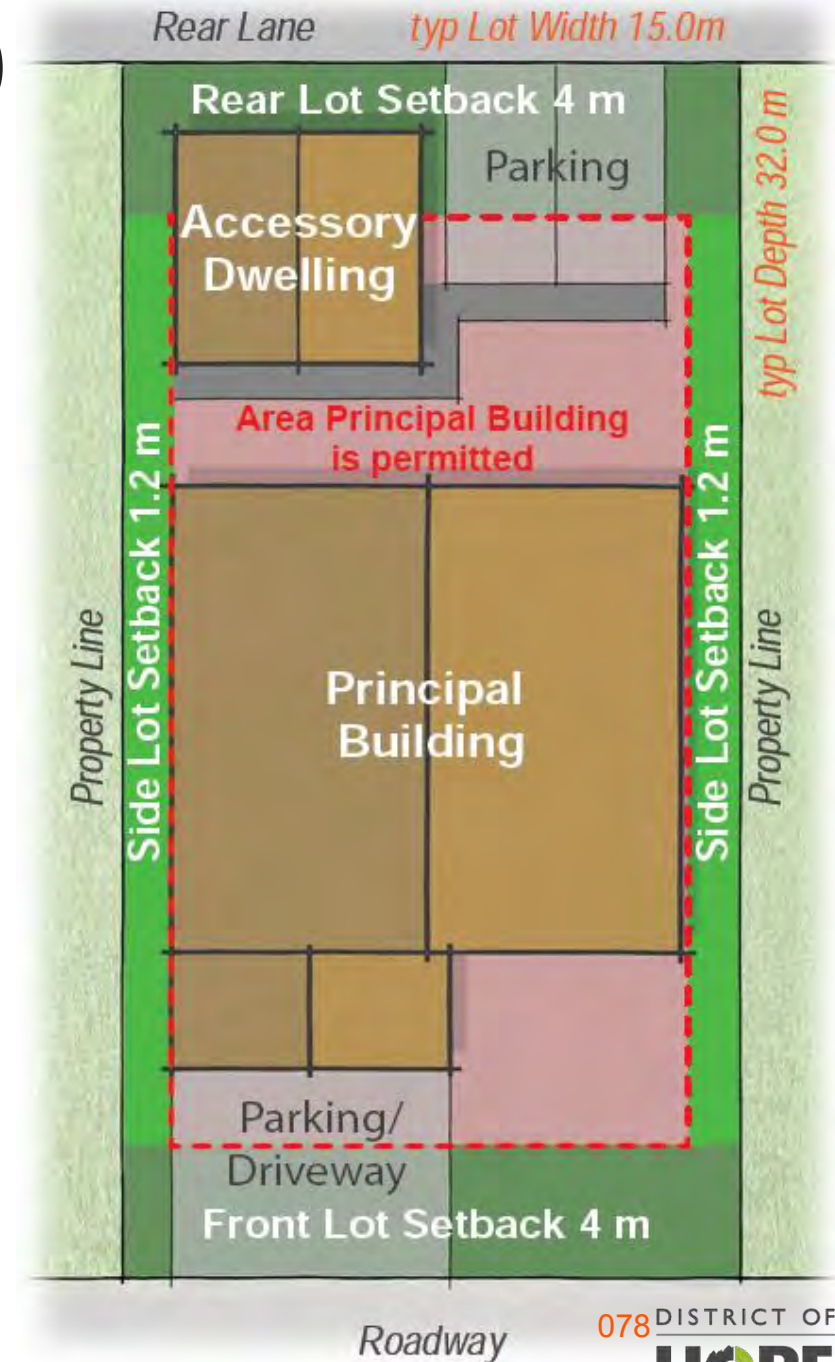 )
Rear Lane
typ Lot Width 15.0m
Rear Lot Setback 4 m
Parking
typ Lot Depth 32.0 m
Accessory
Dwelling
Area Principal Building
is permitted
Side Lot Setback 1.2 m
Side Lot Setback 1.2 m
Property Line
Property Line
Principal
Building
Parking/
Driveway
Front Lot Setback 4 m
Roadway
078
DISTRICT OF